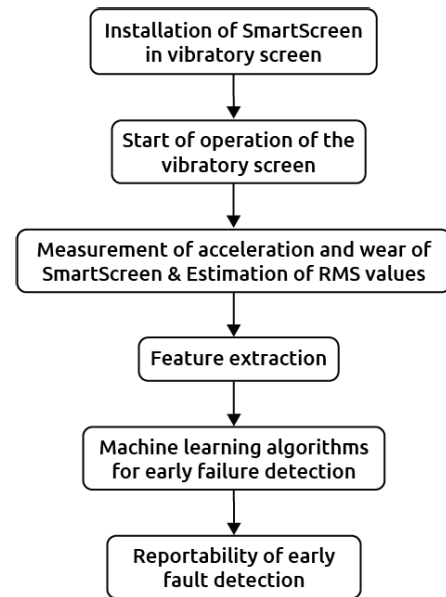 Installation of SmartScreen
in vibratory screen
Start of operation of the
vibratory screen
Measurement of acceleration and wear of
SmartScreen & Estimation of RMS values
Feature extraction
Machine learning algorithms
for early failure detection
Reportability of early
fault detection